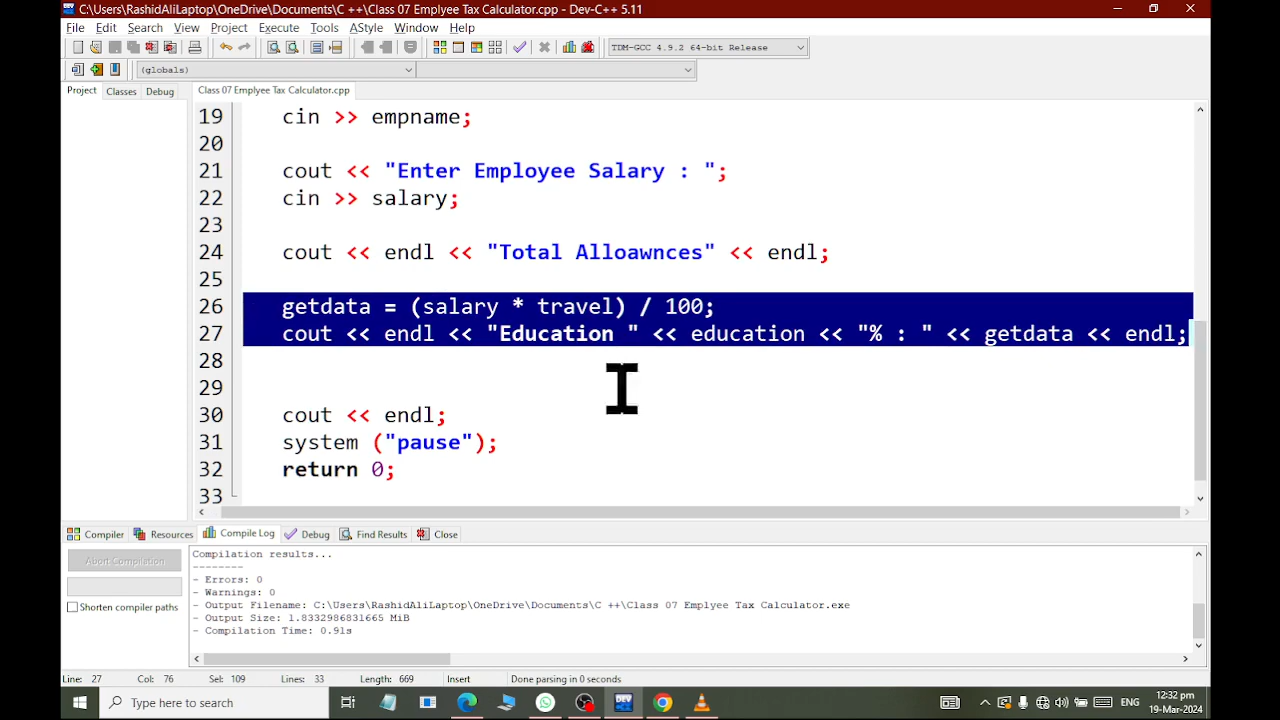 C:\Users\RashidAliLaptop\OneDrive\Documents\C ++\Class 07 Emplyee Tax Calculator.cpp - Dev-C++ 5.11
File Edit Search View Project Execute Tools AStyle Window Help
TDM-GCC 4.9.2 64-bit Release
(globals)
Project Classes Debug Class 07 Emplyee Tax Calculator.cpp
19 cin >> empname;
20
21 cout << "Enter Employee Salary : ";
22 cin >> salary;
23
24 cout << endl << "Total Alloawnces" << endl;
25
26 getdata = (salary * travel) / 100;
27 cout << endl << "Education " << education << "% : " << getdata << endl;
28
29
30 cout << endl;
31 system ("pause");
32 return 0;
33
Compiler Resources Compile Log Debug Find Results Close
Abort Compilation
Shorten compiler paths
Compilation results...
--------
- Errors: 0
- Warnings: 0
- Output Filename: C:\Users\RashidAliLaptop\OneDrive\Documents\C ++\Class 07 Emplyee Tax Calculator.exe
- Output Size: 1.8332986831665 MiB
- Compilation Time: 0.91s
Line: 27 Col: 76 Sel: 109 Lines: 33 Length: 669 Insert Done parsing in 0 seconds
Type here to search
DEV
ENG
12:32 pm
19-Mar-2024